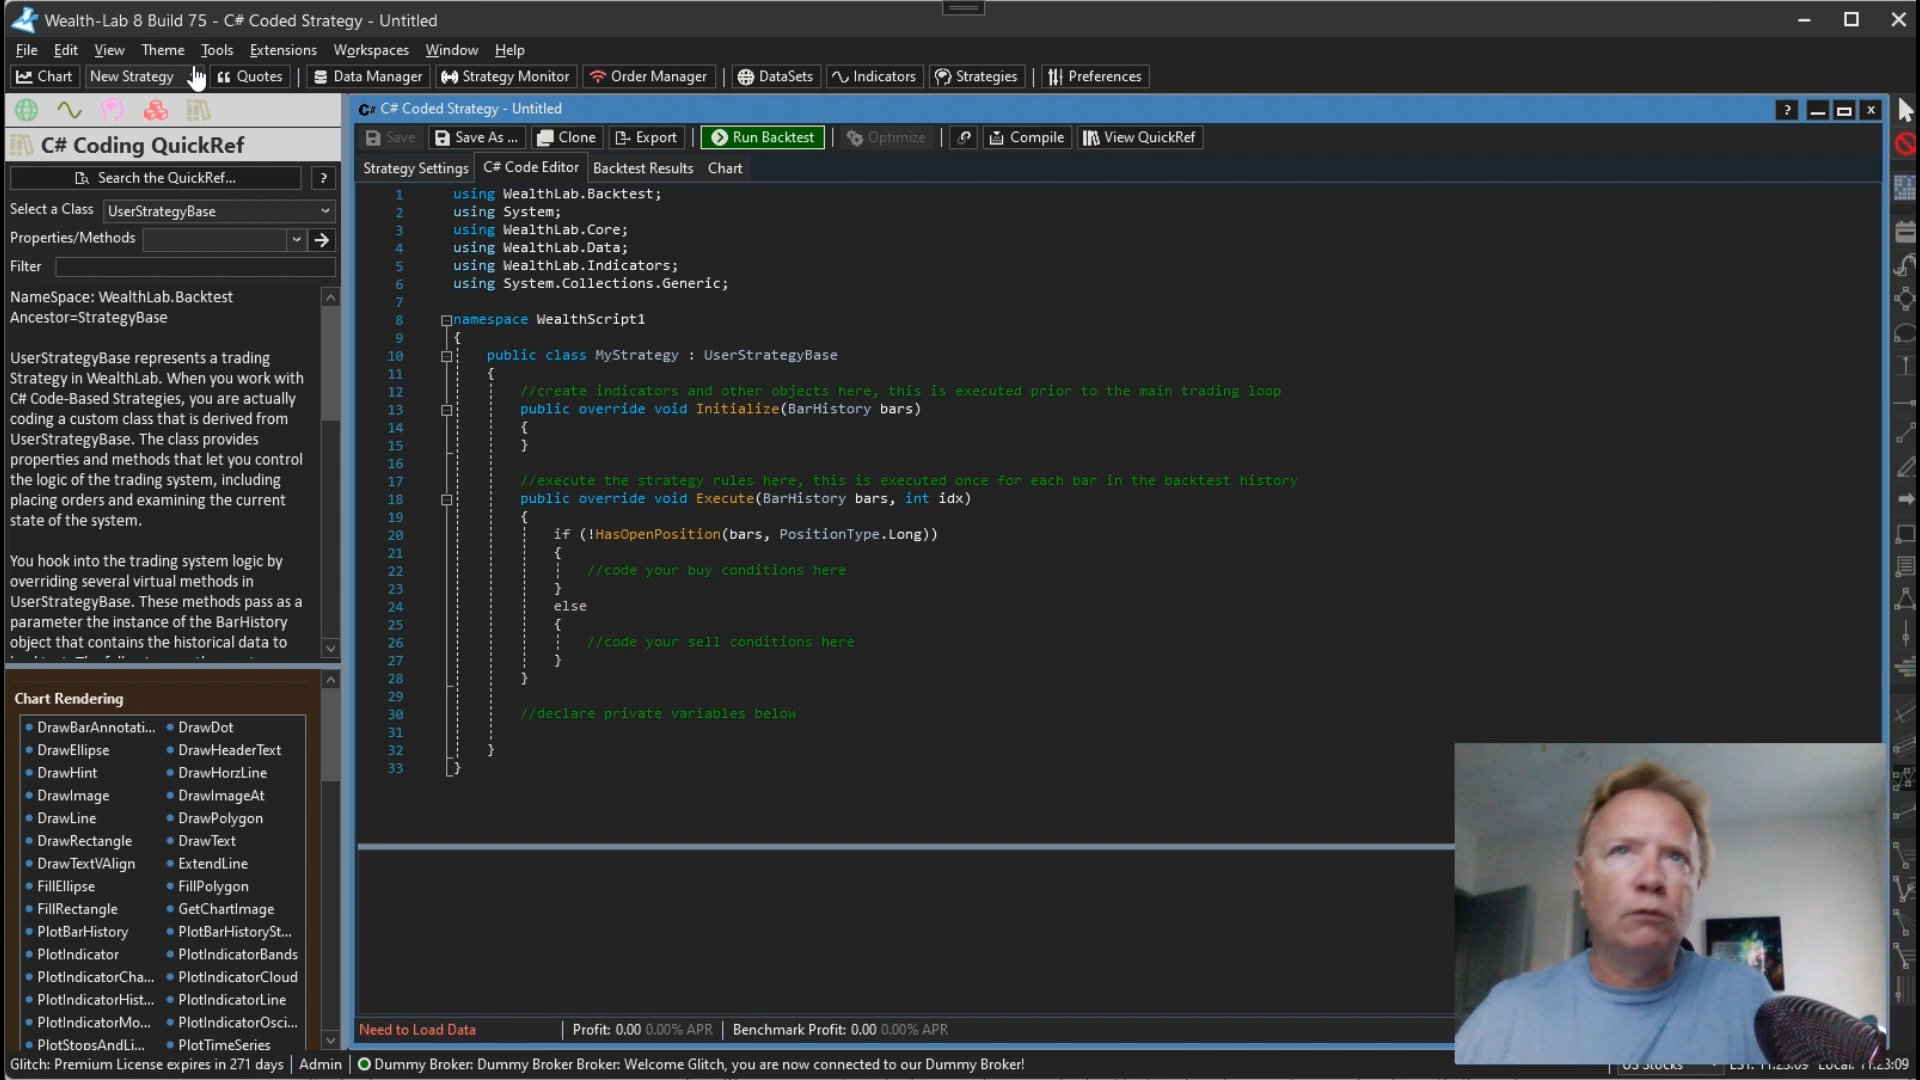 Wealth-Lab 8 Build 75 - C# Coded Strategy - Untitled
File Edit View Theme Tools Extensions Workspaces Window Help
Chart New Strategy Quotes Data Manager Strategy Monitor Order Manager DataSets Indicators Strategies Preferences
C# Coding QuickRef
Search the QuickRef... ?
Select a Class UserStrategyBase
Properties/Methods
Filter
NameSpace: WealthLab.Backtest
Ancestor=StrategyBase
UserStrategyBase represents a trading
Strategy in WealthLab. When you work with
C# Code-Based Strategies, you are actually
coding a custom class that is derived from
UserStrategyBase. The class provides
properties and methods that let you control
the logic of the trading system, including
placing orders and examining the current
state of the system.
You hook into the trading system logic by
overriding several virtual methods in
UserStrategyBase. These methods pass as a
parameter the instance of the BarHistory
object that contains the historical data to
Chart Rendering
DrawBarAnnotati... DrawDot
DrawEllipse DrawHeaderText
DrawHint DrawHorzLine
DrawImage DrawImageAt
DrawLine DrawPolygon
DrawRectangle DrawText
DrawTextVAlign ExtendLine
FillEllipse FillPolygon
FillRectangle GetChartImage
PlotBarHistory PlotBarHistorySt...
PlotIndicator PlotIndicatorBands
PlotIndicatorCha... PlotIndicatorCloud
PlotIndicatorHist... PlotIndicatorLine
PlotIndicatorMo... PlotIndicatorOsci...
PlotStopsAndLi... PlotTimeSeries
C# C# Coded Strategy - Untitled ?
Save Save As ... Clone Export Run Backtest Optimize Compile View QuickRef
Strategy Settings C# Code Editor Backtest Results Chart
1 using WealthLab.Backtest;
2 using System;
3 using WealthLab.Core;
4 using WealthLab.Data;
5 using WealthLab.Indicators;
6 using System.Collections.Generic;
7
8 namespace WealthScript1
9 {
10 public class MyStrategy : UserStrategyBase
11 {
12 //create indicators and other objects here, this is executed prior to the main trading loop
13 public override void Initialize(BarHistory bars)
14 {
15 }
16
17 //execute the strategy rules here, this is executed once for each bar in the backtest history
18 public override void Execute(BarHistory bars, int idx)
19 {
20 if (!HasOpenPosition(bars, PositionType.Long))
21 {
22 //code your buy conditions here
23 }
24 else
25 {
26 //code your sell conditions here
27 }
28 }
29
30 //declare private variables below
31
32 }
33 }
Need to Load Data Profit: 0.00 0.00% APR Benchmark Profit: 0.00 0.00% APR
Glitch: Premium License expires in 271 days Admin Dummy Broker: Dummy Broker Broker: Welcome Glitch, you are now connected to our Dummy Broker!